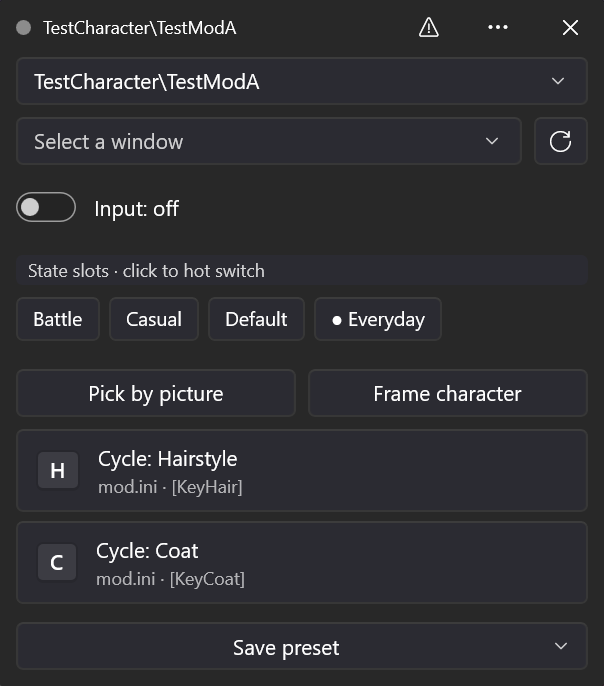 TestCharacter\TestModA
TestCharacter\TestModA
Select a window
Input: off
State slots · click to hot switch
Battle
Casual
Default
● Everyday
Pick by picture
Frame character
H
Cycle: Hairstyle
mod.ini · [KeyHair]
C
Cycle: Coat
mod.ini · [KeyCoat]
Save preset